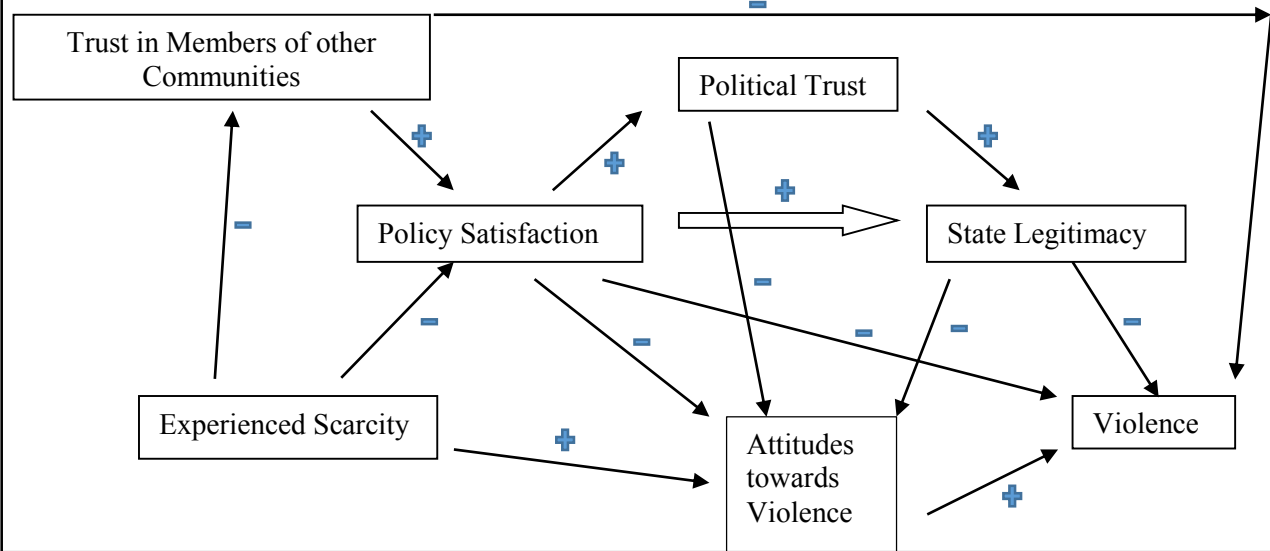 Trust in Members of other
Communities
Political Trust
Policy Satisfaction
State Legitimacy
Experienced Scarcity
Violence
Attitudes
towards
Violence